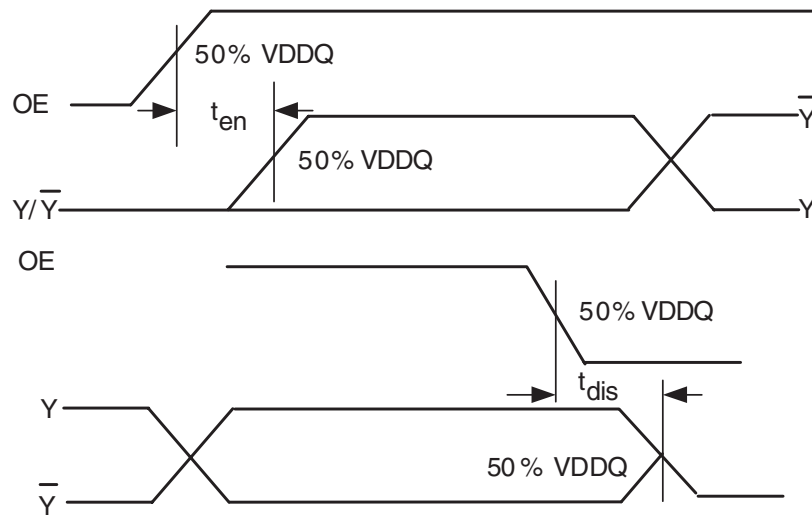 50% VDDQ
OE
t_en
Y̅
50% VDDQ
Y/Y̅
Y
OE
50% VDDQ
t_dis
Y
50% VDDQ
Y̅